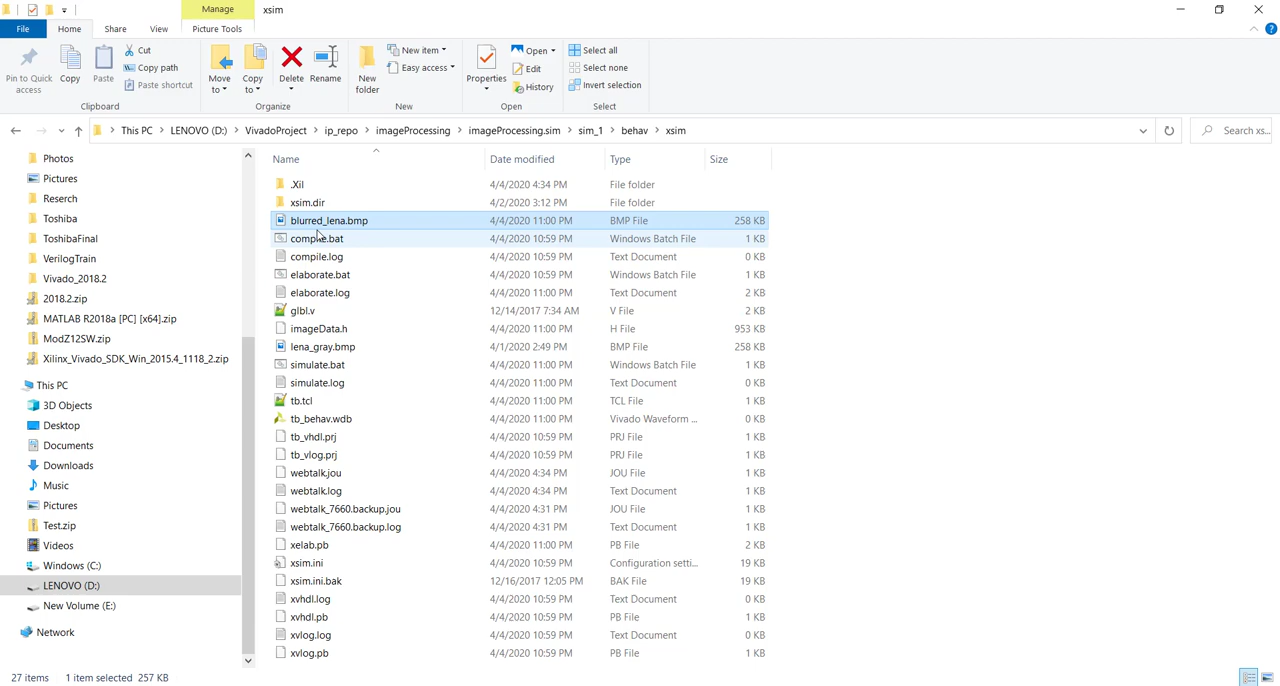 Manage
xsim
File
Home
Share
View
Picture Tools
Pin to Quick access
Copy
Paste
Cut
Copy path
Paste shortcut
Clipboard
Move to
Copy to
Delete
Rename
Organize
New folder
New item
Easy access
New
Properties
Open
Edit
History
Open
Select all
Select none
Invert selection
Select
This PC
LENOVO (D:)
VivadoProject
ip_repo
imageProcessing
imageProcessing.sim
sim_1
behav
xsim
Search xs...
Photos
Pictures
Reserch
Toshiba
ToshibaFinal
VerilogTrain
Vivado_2018.2
2018.2.zip
MATLAB R2018a [PC] [x64].zip
ModZ12SW.zip
Xilinx_Vivado_SDK_Win_2015.4_1118_2.zip
This PC
3D Objects
Desktop
Documents
Downloads
Music
Pictures
Test.zip
Videos
Windows (C:)
LENOVO (D:)
New Volume (E:)
Network
Name Date modified Type Size
.Xil 4/4/2020 4:34 PM File folder
xsim.dir 4/2/2020 3:12 PM File folder
blurred_lena.bmp 4/4/2020 11:00 PM BMP File 258 KB
compile.bat 4/4/2020 10:59 PM Windows Batch File 1 KB
compile.log 4/4/2020 10:59 PM Text Document 0 KB
elaborate.bat 4/4/2020 10:59 PM Windows Batch File 1 KB
elaborate.log 4/4/2020 11:00 PM Text Document 2 KB
glbl.v 12/14/2017 7:34 AM V File 2 KB
imageData.h 4/4/2020 11:00 PM H File 953 KB
lena_gray.bmp 4/1/2020 2:49 PM BMP File 258 KB
simulate.bat 4/4/2020 11:00 PM Windows Batch File 1 KB
simulate.log 4/4/2020 11:00 PM Text Document 0 KB
tb.tcl 4/4/2020 11:00 PM TCL File 1 KB
tb_behav.wdb 4/4/2020 11:00 PM Vivado Waveform ... 0 KB
tb_vhdl.prj 4/4/2020 10:59 PM PRJ File 1 KB
tb_vlog.prj 4/4/2020 10:59 PM PRJ File 1 KB
webtalk.jou 4/4/2020 4:34 PM JOU File 1 KB
webtalk.log 4/4/2020 4:34 PM Text Document 1 KB
webtalk_7660.backup.jou 4/4/2020 4:31 PM JOU File 1 KB
webtalk_7660.backup.log 4/4/2020 4:31 PM Text Document 1 KB
xelab.pb 4/4/2020 11:00 PM PB File 2 KB
xsim.ini 4/4/2020 10:59 PM Configuration setti... 19 KB
xsim.ini.bak 12/16/2017 12:05 PM BAK File 19 KB
xvhdl.log 4/4/2020 10:59 PM Text Document 0 KB
xvhdl.pb 4/4/2020 10:59 PM PB File 1 KB
xvlog.log 4/4/2020 10:59 PM Text Document 0 KB
xvlog.pb 4/4/2020 10:59 PM PB File 1 KB
27 items 1 item selected 257 KB